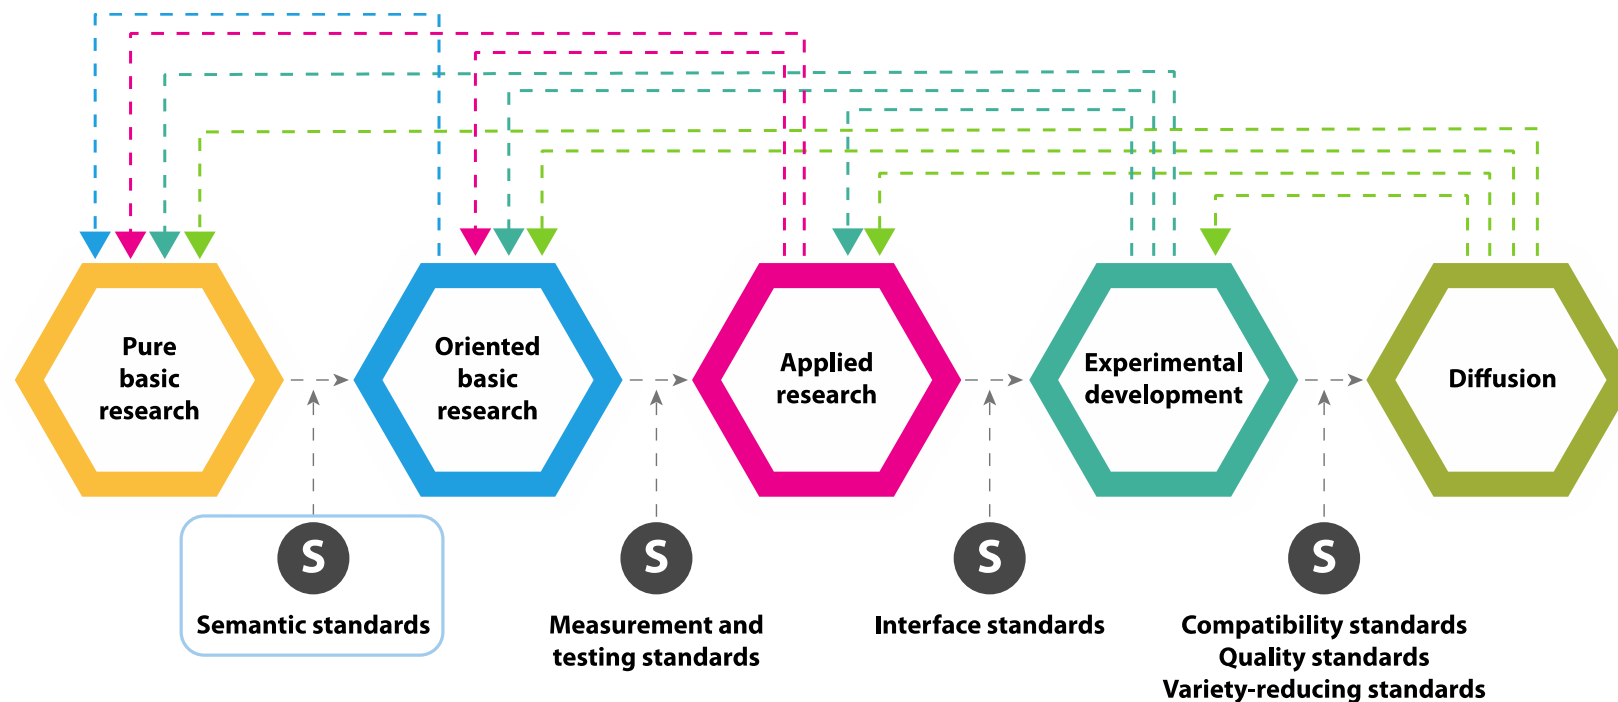 Pure
basic
research
Oriented
basic
research
Applied
research
Experimental
development
Diffusion
S
S
S
S
Semantic standards
Measurement and
testing standards
Interface standards
Compatibility standards
Quality standards
Variety-reducing standards